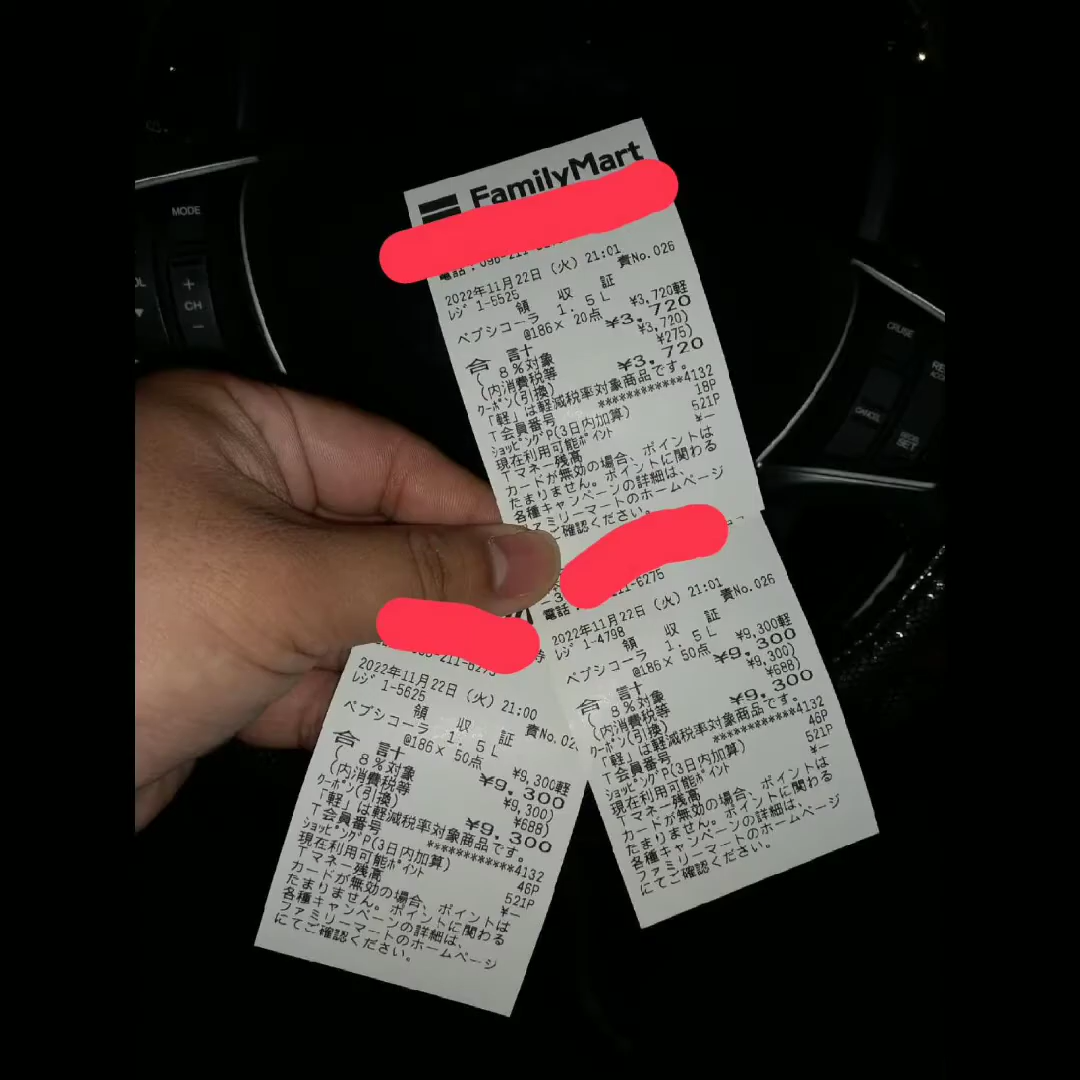 MODE
+
CH
-
CRUISE
CANCEL
FamilyMart
2022年11月22日 (火) 21:01
レジ 1-5525 責No.026
領 収 証
ペプシコーラ 1.5L ¥3,720軽
@186× 20点
合 計 ¥3,720
( 8%対象 ¥3,720)
(内消費税等 ¥275)
クーポン(引換) ¥3,720
「軽」は軽減税率対象商品です。
T会員番号 ************4132
ショッピングP(3日内加算) 18P
現在利用可能ポイント 521P
Tマネー残高 ¥-
カードが無効の場合、ポイントは
たまりません。ポイントに関わる
各種キャンペーンの詳細は、
ファミリーマートのホームページ
ご確認ください。
2022年11月22日 (火) 21:01
レジ 1-4798 責No.026
領 収 証
ペプシコーラ 1.5L ¥9,300軽
@186× 50点
合 計 ¥9,300
( 8%対象 ¥9,300)
(内消費税等 ¥688)
クーポン(引換) ¥9,300
「軽」は軽減税率対象商品です。
T会員番号 ************4132
ショッピングP(3日内加算) 46P
現在利用可能ポイント 521P
Tマネー残高 ¥-
カードが無効の場合、ポイントは
たまりません。ポイントに関わる
各種キャンペーンの詳細は、
ファミリーマートのホームページ
にてご確認ください。
2022年11月22日 (火) 21:00
レジ 1-5625 責No.02
領 収 証
ペプシコーラ 1.5L ¥9,300軽
@186× 50点
合 計 ¥9,300
( 8%対象 ¥9,300)
(内消費税等 ¥688)
クーポン(引換) ¥9,300
「軽」は軽減税率対象商品です。
T会員番号 ************4132
ショッピングP(3日内加算) 46P
現在利用可能ポイント 521P
Tマネー残高 ¥-
カードが無効の場合、ポイントは
たまりません。ポイントに関わる
各種キャンペーンの詳細は、
ファミリーマートのホームページ
にてご確認ください。